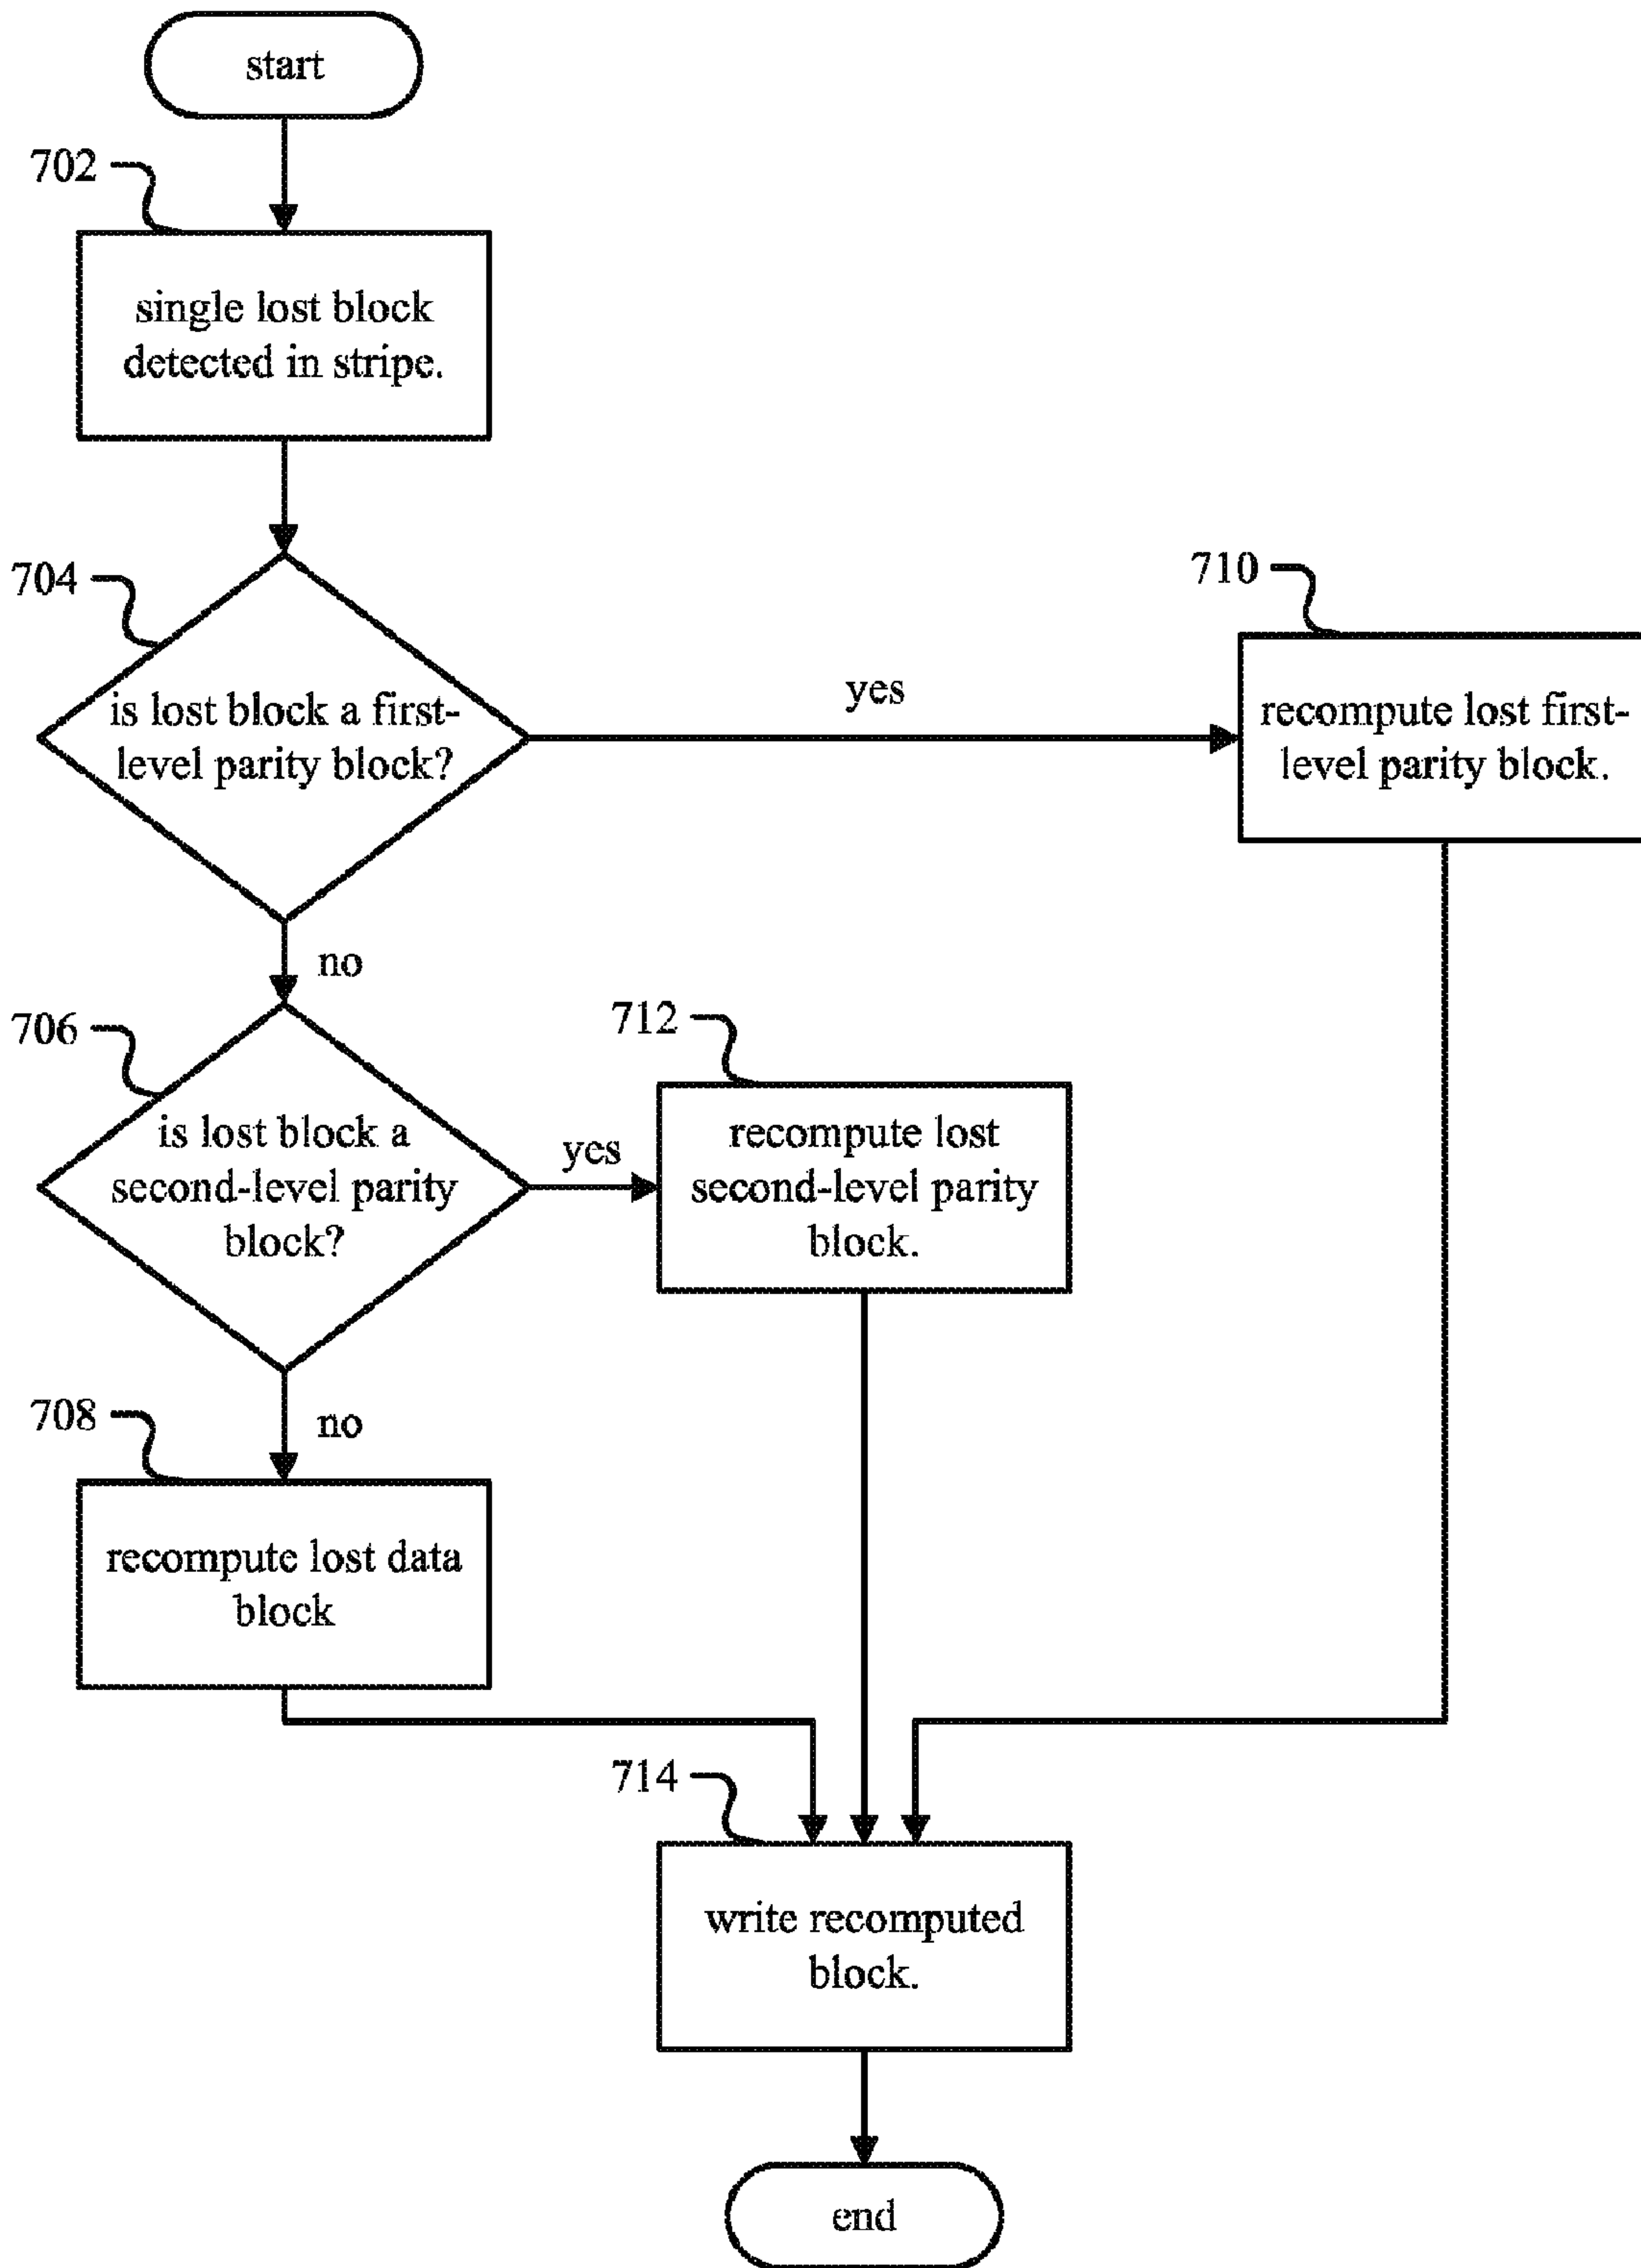 start
702
single lost block
detected in stripe.
704
is lost block a first-
level parity block?
yes
710
recompute lost first-
level parity block.
no
706
is lost block a
second-level parity
block?
yes
712
recompute lost
second-level parity
block.
no
708
recompute lost data
block
714
write recomputed
block.
end